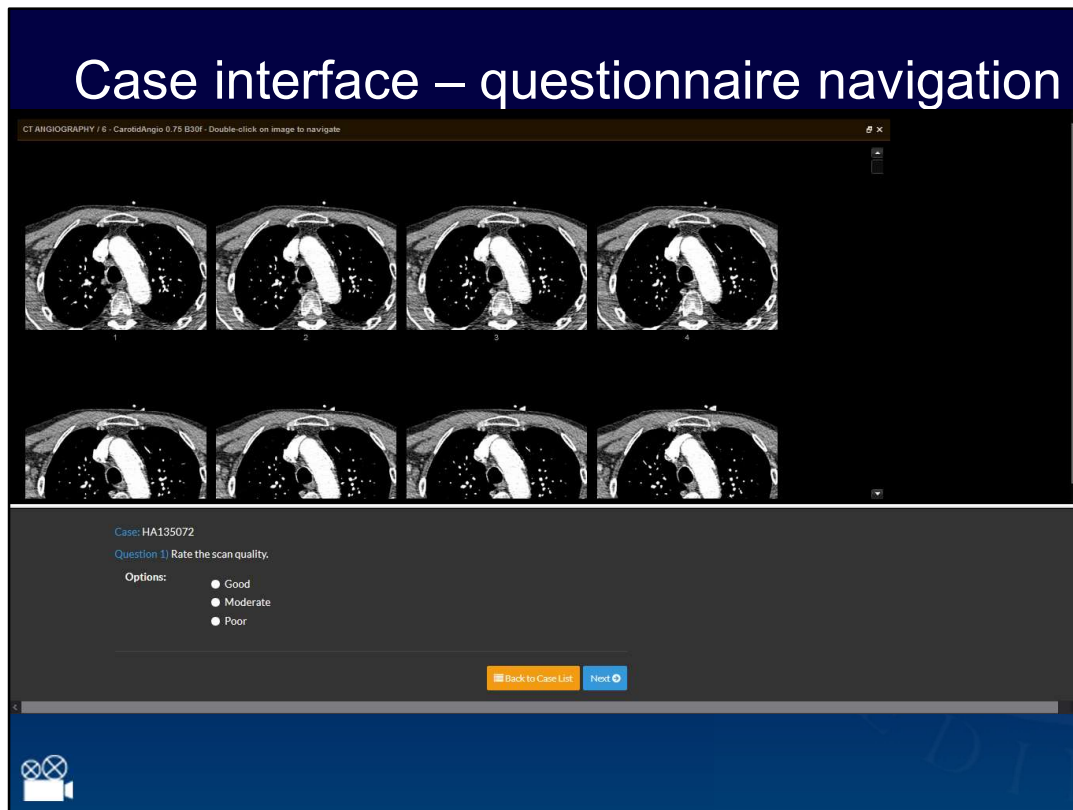 Case interface – questionnaire navigation
CT ANGIOGRAPHY / 6 - CarotidAngio 0.75 B30f - Double-click on image to navigate
1 2 3 4
Case: HA135072
Question 1) Rate the scan quality.
Options:
Good
Moderate
Poor
Back to Case List Next